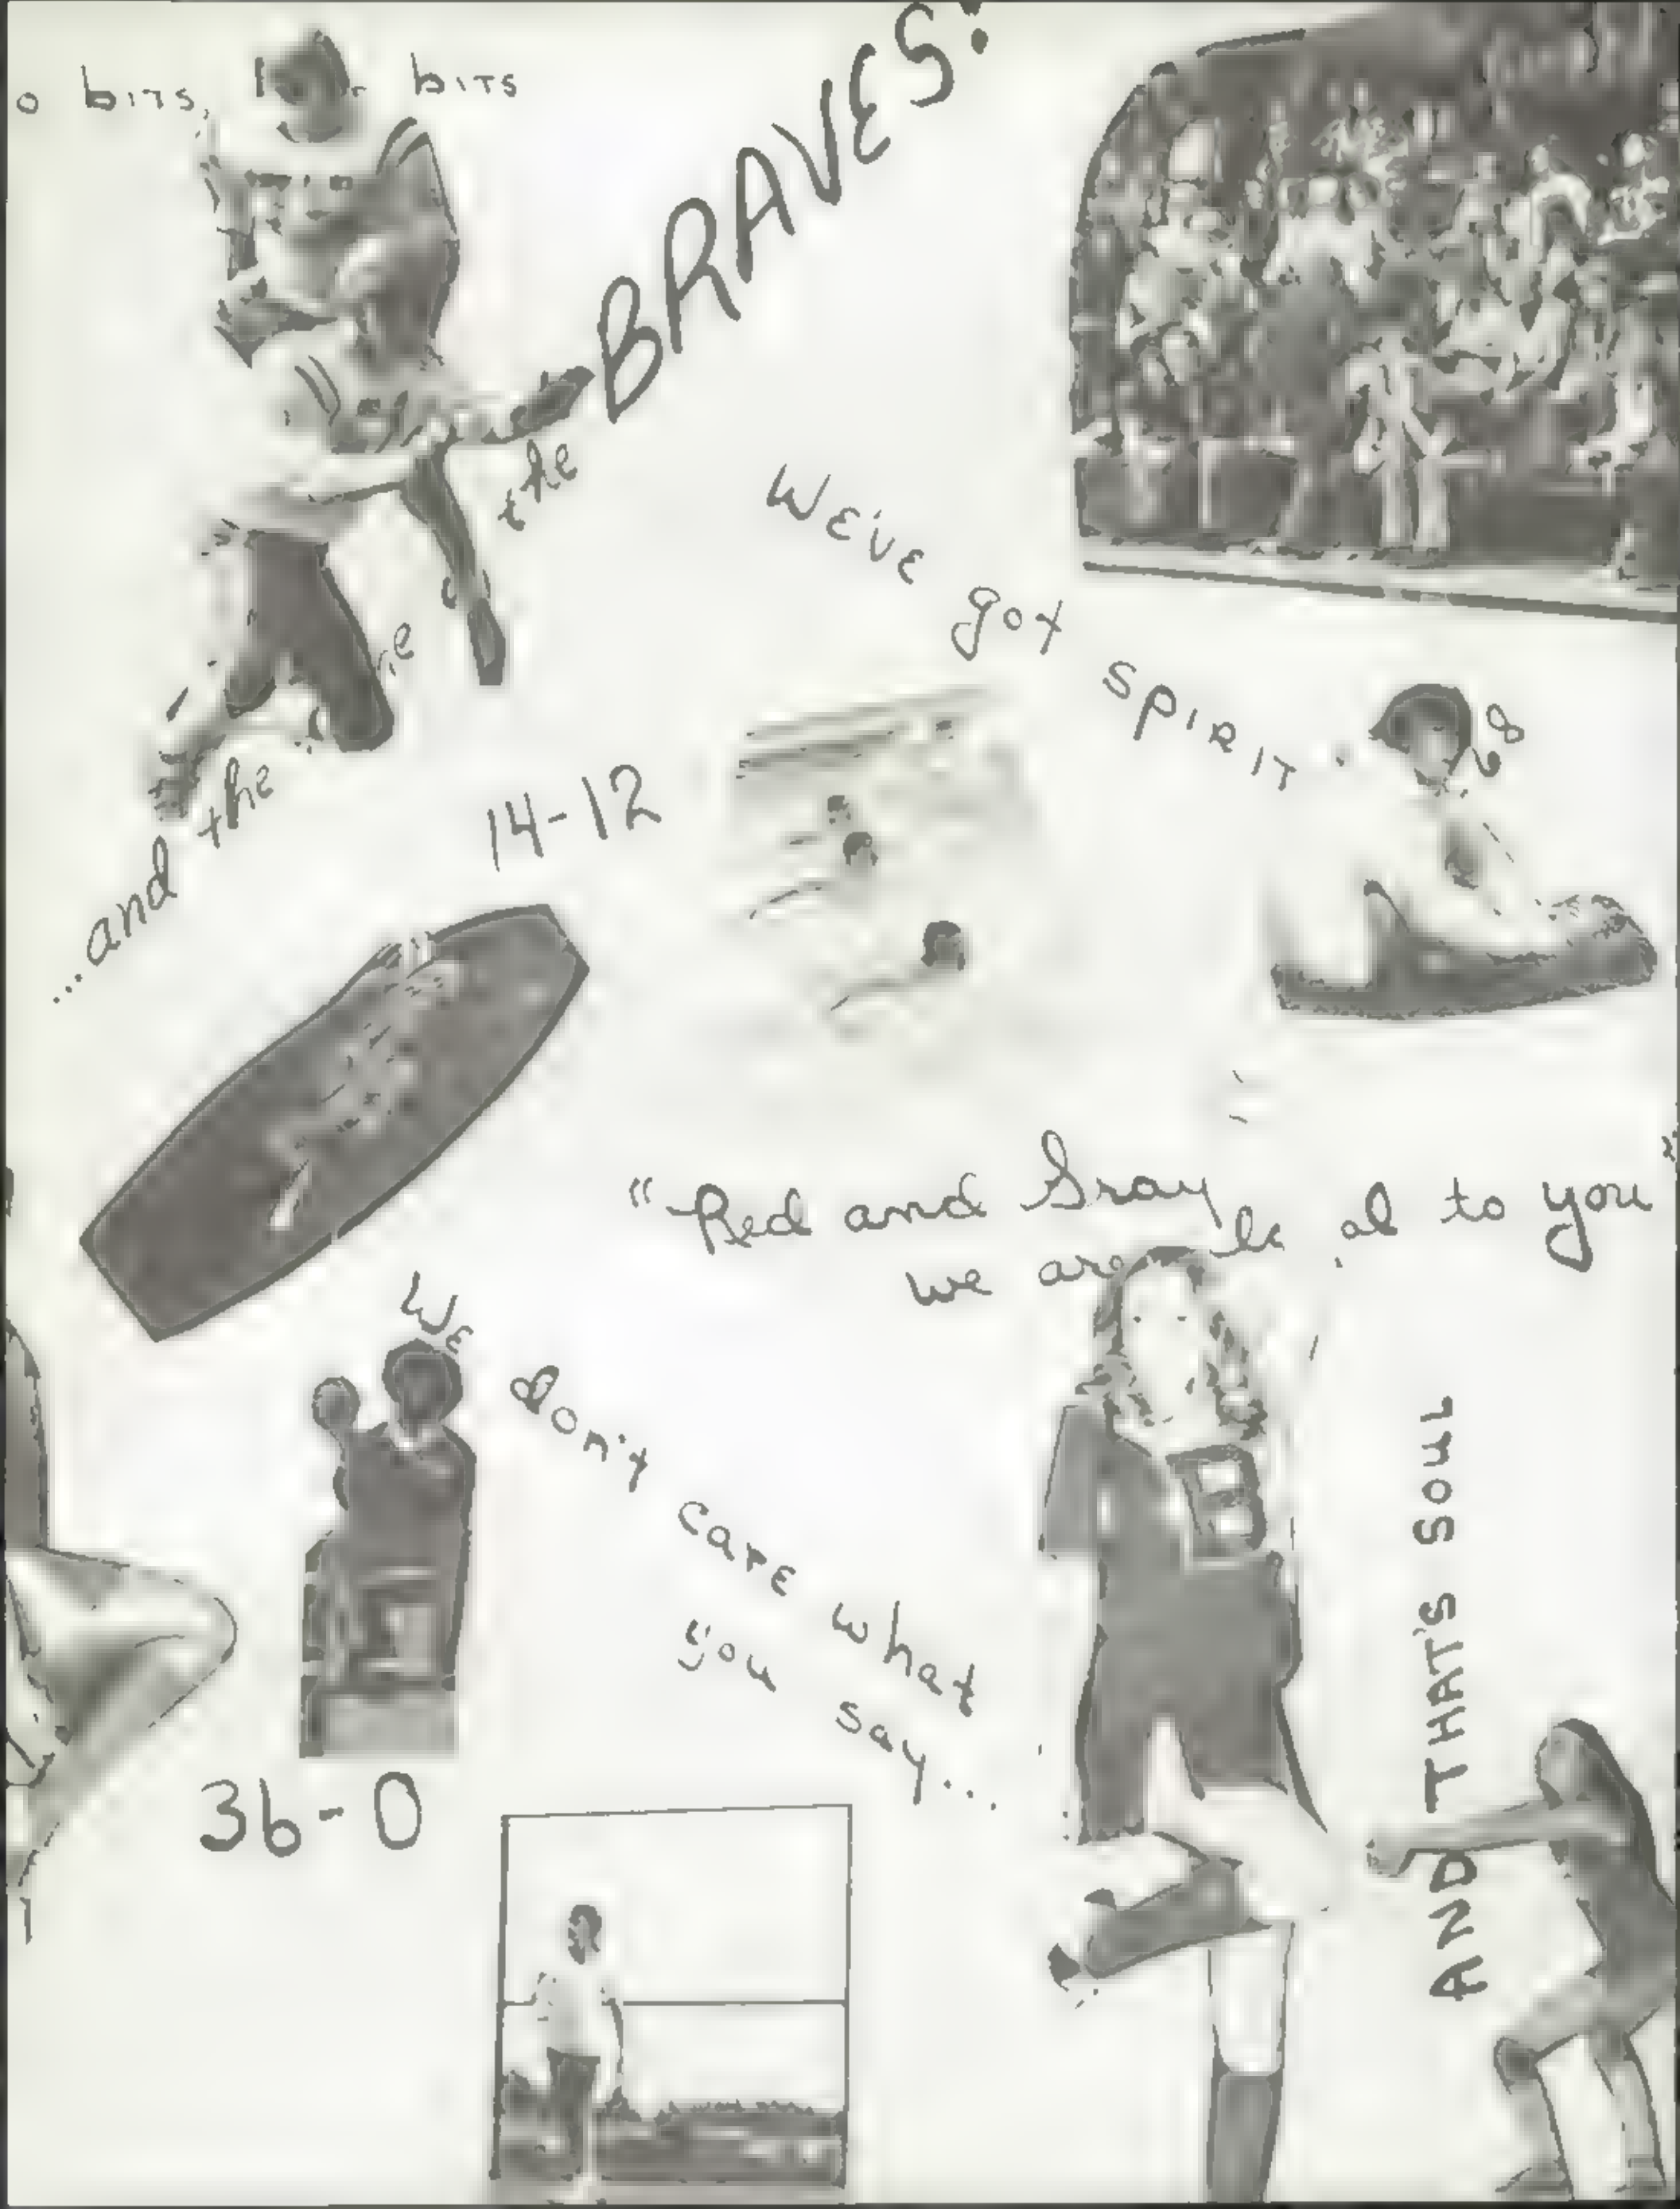 o bits, bits
BRAVES!
the
...and the
We've got spirit
14-12
"Red and Gray
we are to you"
We don't care what
you say...
AND THAT'S SOUL
36-0